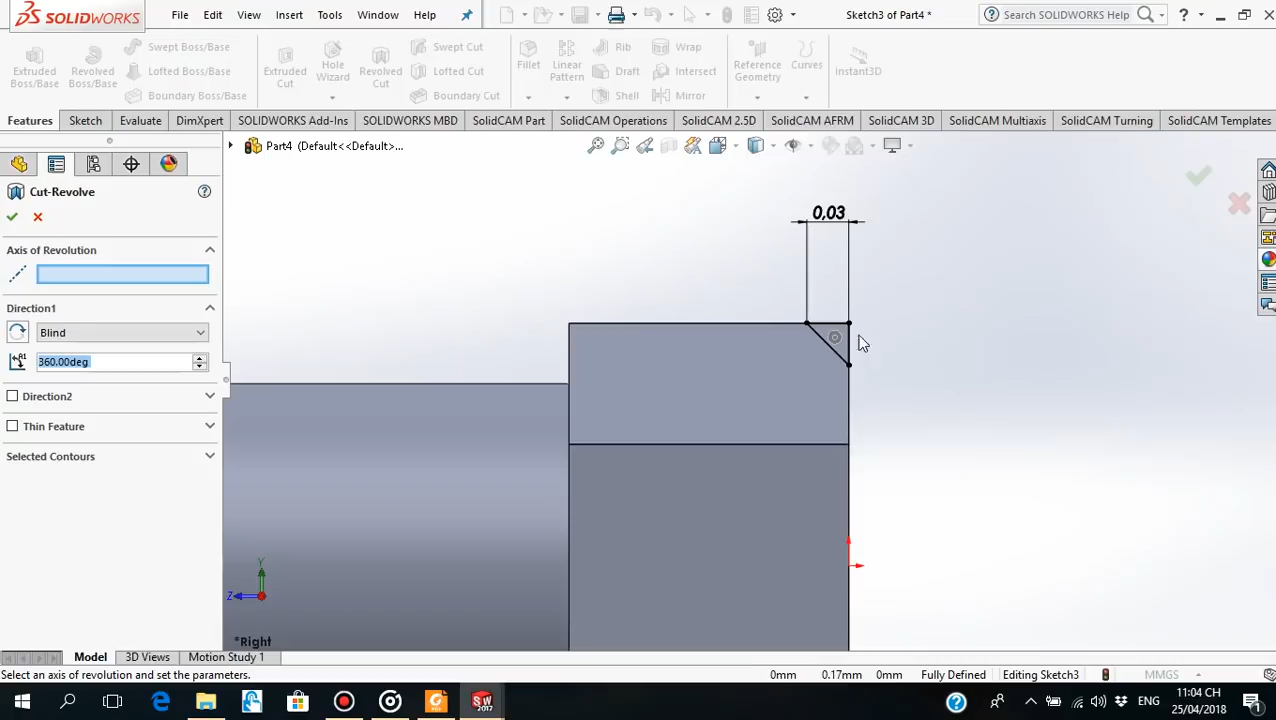 SOLIDWORKS File Edit View Insert Tools Window Help Sketch3 of Part4 * Search SOLIDWORKS Help ?
Extruded Boss/Base
Revolved Boss/Base
Swept Boss/Base
Lofted Boss/Base
Boundary Boss/Base
Extruded Cut
Hole Wizard
Revolved Cut
Swept Cut
Lofted Cut
Boundary Cut
Fillet
Linear Pattern
Rib
Draft
Shell
Wrap
Intersect
Mirror
Reference Geometry
Curves
Instant3D
Features Sketch Evaluate DimXpert SOLIDWORKS Add-Ins SOLIDWORKS MBD SolidCAM Part SolidCAM Operations SolidCAM 2.5D SolidCAM AFRM SolidCAM 3D SolidCAM Multiaxis SolidCAM Turning SolidCAM Templates
Part4 (Default<<Default>...
Cut-Revolve ?
Axis of Revolution
Direction1
Blind
360.00deg
Direction2
Thin Feature
Selected Contours
0,03
Y
Z
*Right
Model 3D Views Motion Study 1
Select an axis of revolution and set the parameters. 0mm 0.17mm 0mm Fully Defined Editing Sketch3 MMGS
SW 2017 ? ENG 11:04 CH
25/04/2018